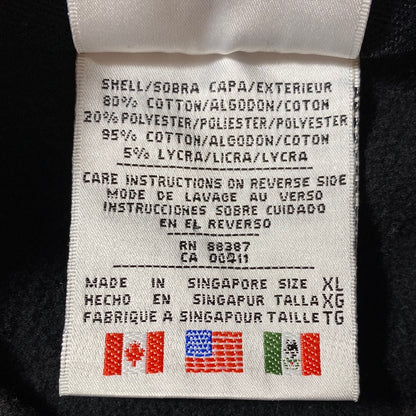 SHELL/SOBRA CAPA/EXTERIEUR
80% COTTON/ALGODON/COTON
20% POLYESTER/POLIESTER/POLYESTER
95% COTTON/ALGODON/COTON
5% LYCRA/LICRA/LYCRA
CARE INSTRUCTIONS ON REVERSE SIDE
MODE DE LAVAGE AU VERSO
INSTRUCCIONES SOBRE CUIDADO
EN EL REVERSO
RN 88387
CA 00411
MADE IN SINGAPORE SIZE XL
HECHO EN SINGAPUR TALLA XG
FABRIQUE A SINGAPOUR TAILLE TG